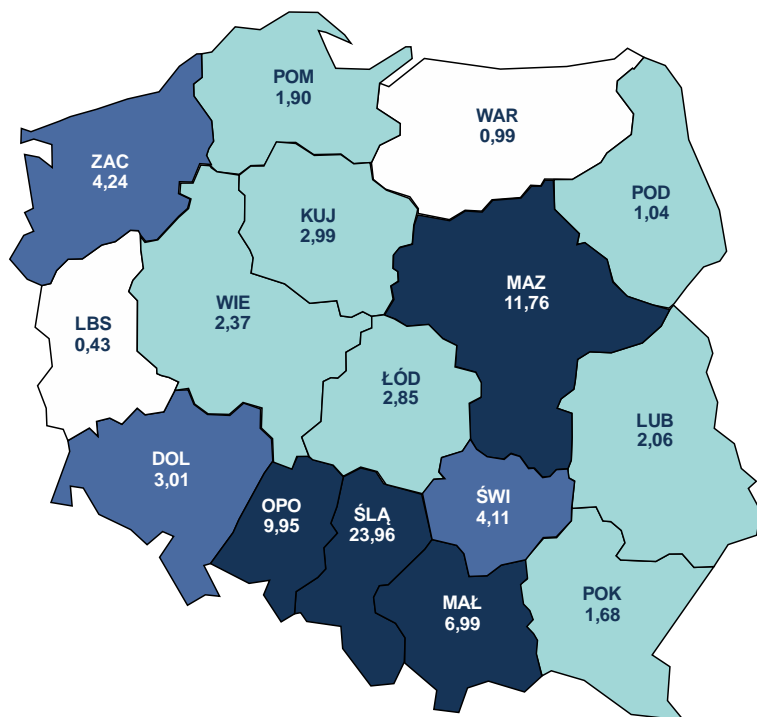 POM
1,90
WAR
0,99
ZAC
4,24
POD
1,04
KUJ
2,99
MAZ
11,76
WIE
2,37
LBS
0,43
ŁÓD
2,85
LUB
2,06
DOL
3,01
OPO
9,95
ŚLĄ
23,96
ŚWI
4,11
MAŁ
6,99
POK
1,68